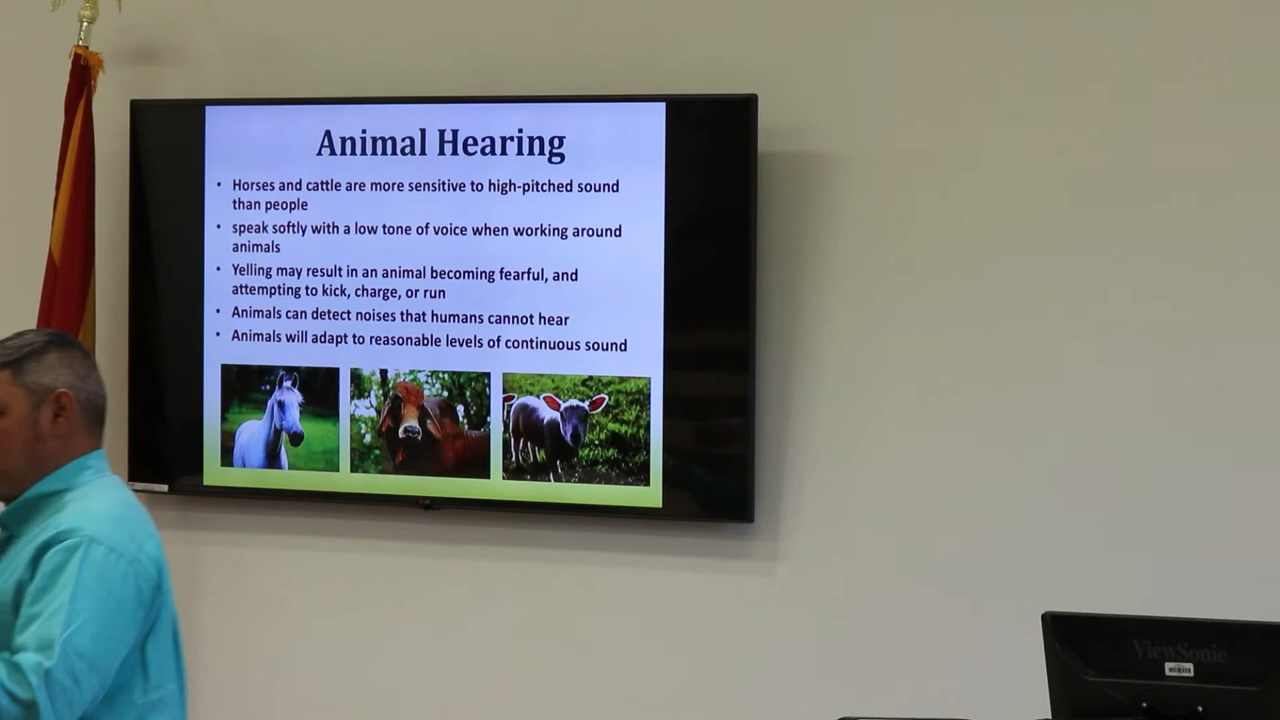 Animal Hearing
• Horses and cattle are more sensitive to high-pitched sound
than people
• speak softly with a low tone of voice when working around
animals
• Yelling may result in an animal becoming fearful, and
attempting to kick, charge, or run
• Animals can detect noises that humans cannot hear
• Animals will adapt to reasonable levels of continuous sound
ViewSonic